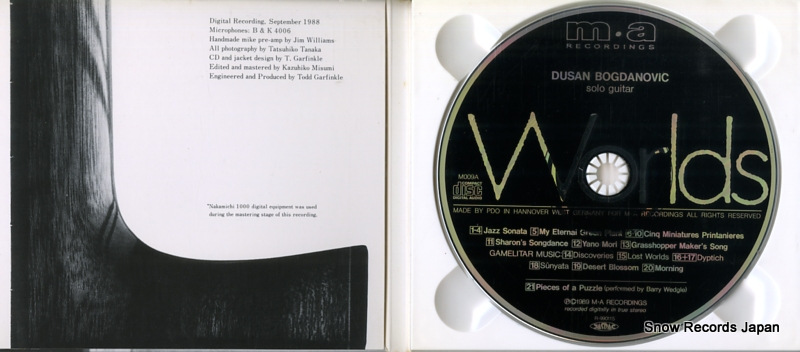 Digital Recording, September 1988
Microphones: B & K 4006
Handmade mike pre-amp by Jim Williams
All photography by Tatsuhiko Tanaka
CD and jacket design by T. Garfinkle
Edited and mastered by Kazuhiko Misumi
Engineered and Produced by Todd Garfinkle
*Nakamichi 1000 digital equipment was used
during the mastering stage of this recording.
m·a
RECORDINGS
DUSAN BOGDANOVIC
solo guitar
Worlds
M009A
COMPACT
disc
DIGITAL AUDIO
MADE BY PDO IN HANNOVER WEST GERMANY FOR M·A RECORDINGS ALL RIGHTS RESERVED
1-4 Jazz Sonata 5 My Eternal Green Plant 6-10 Cinq Miniatures Printanieres
11 Sharon's Songdance 12 Yano Mori 13 Grasshopper Maker's Song
GAMELITAR MUSIC 14 Discoveries 15 Lost Worlds 16+17 Dyptich
18 Sūnyata 19 Desert Blossom 20 Morning
21 Pieces of a Puzzle (performed by Barry Wedgle)
℗©1989 M·A RECORDINGS
recorded digitally in true stereo
Snow Records Japan